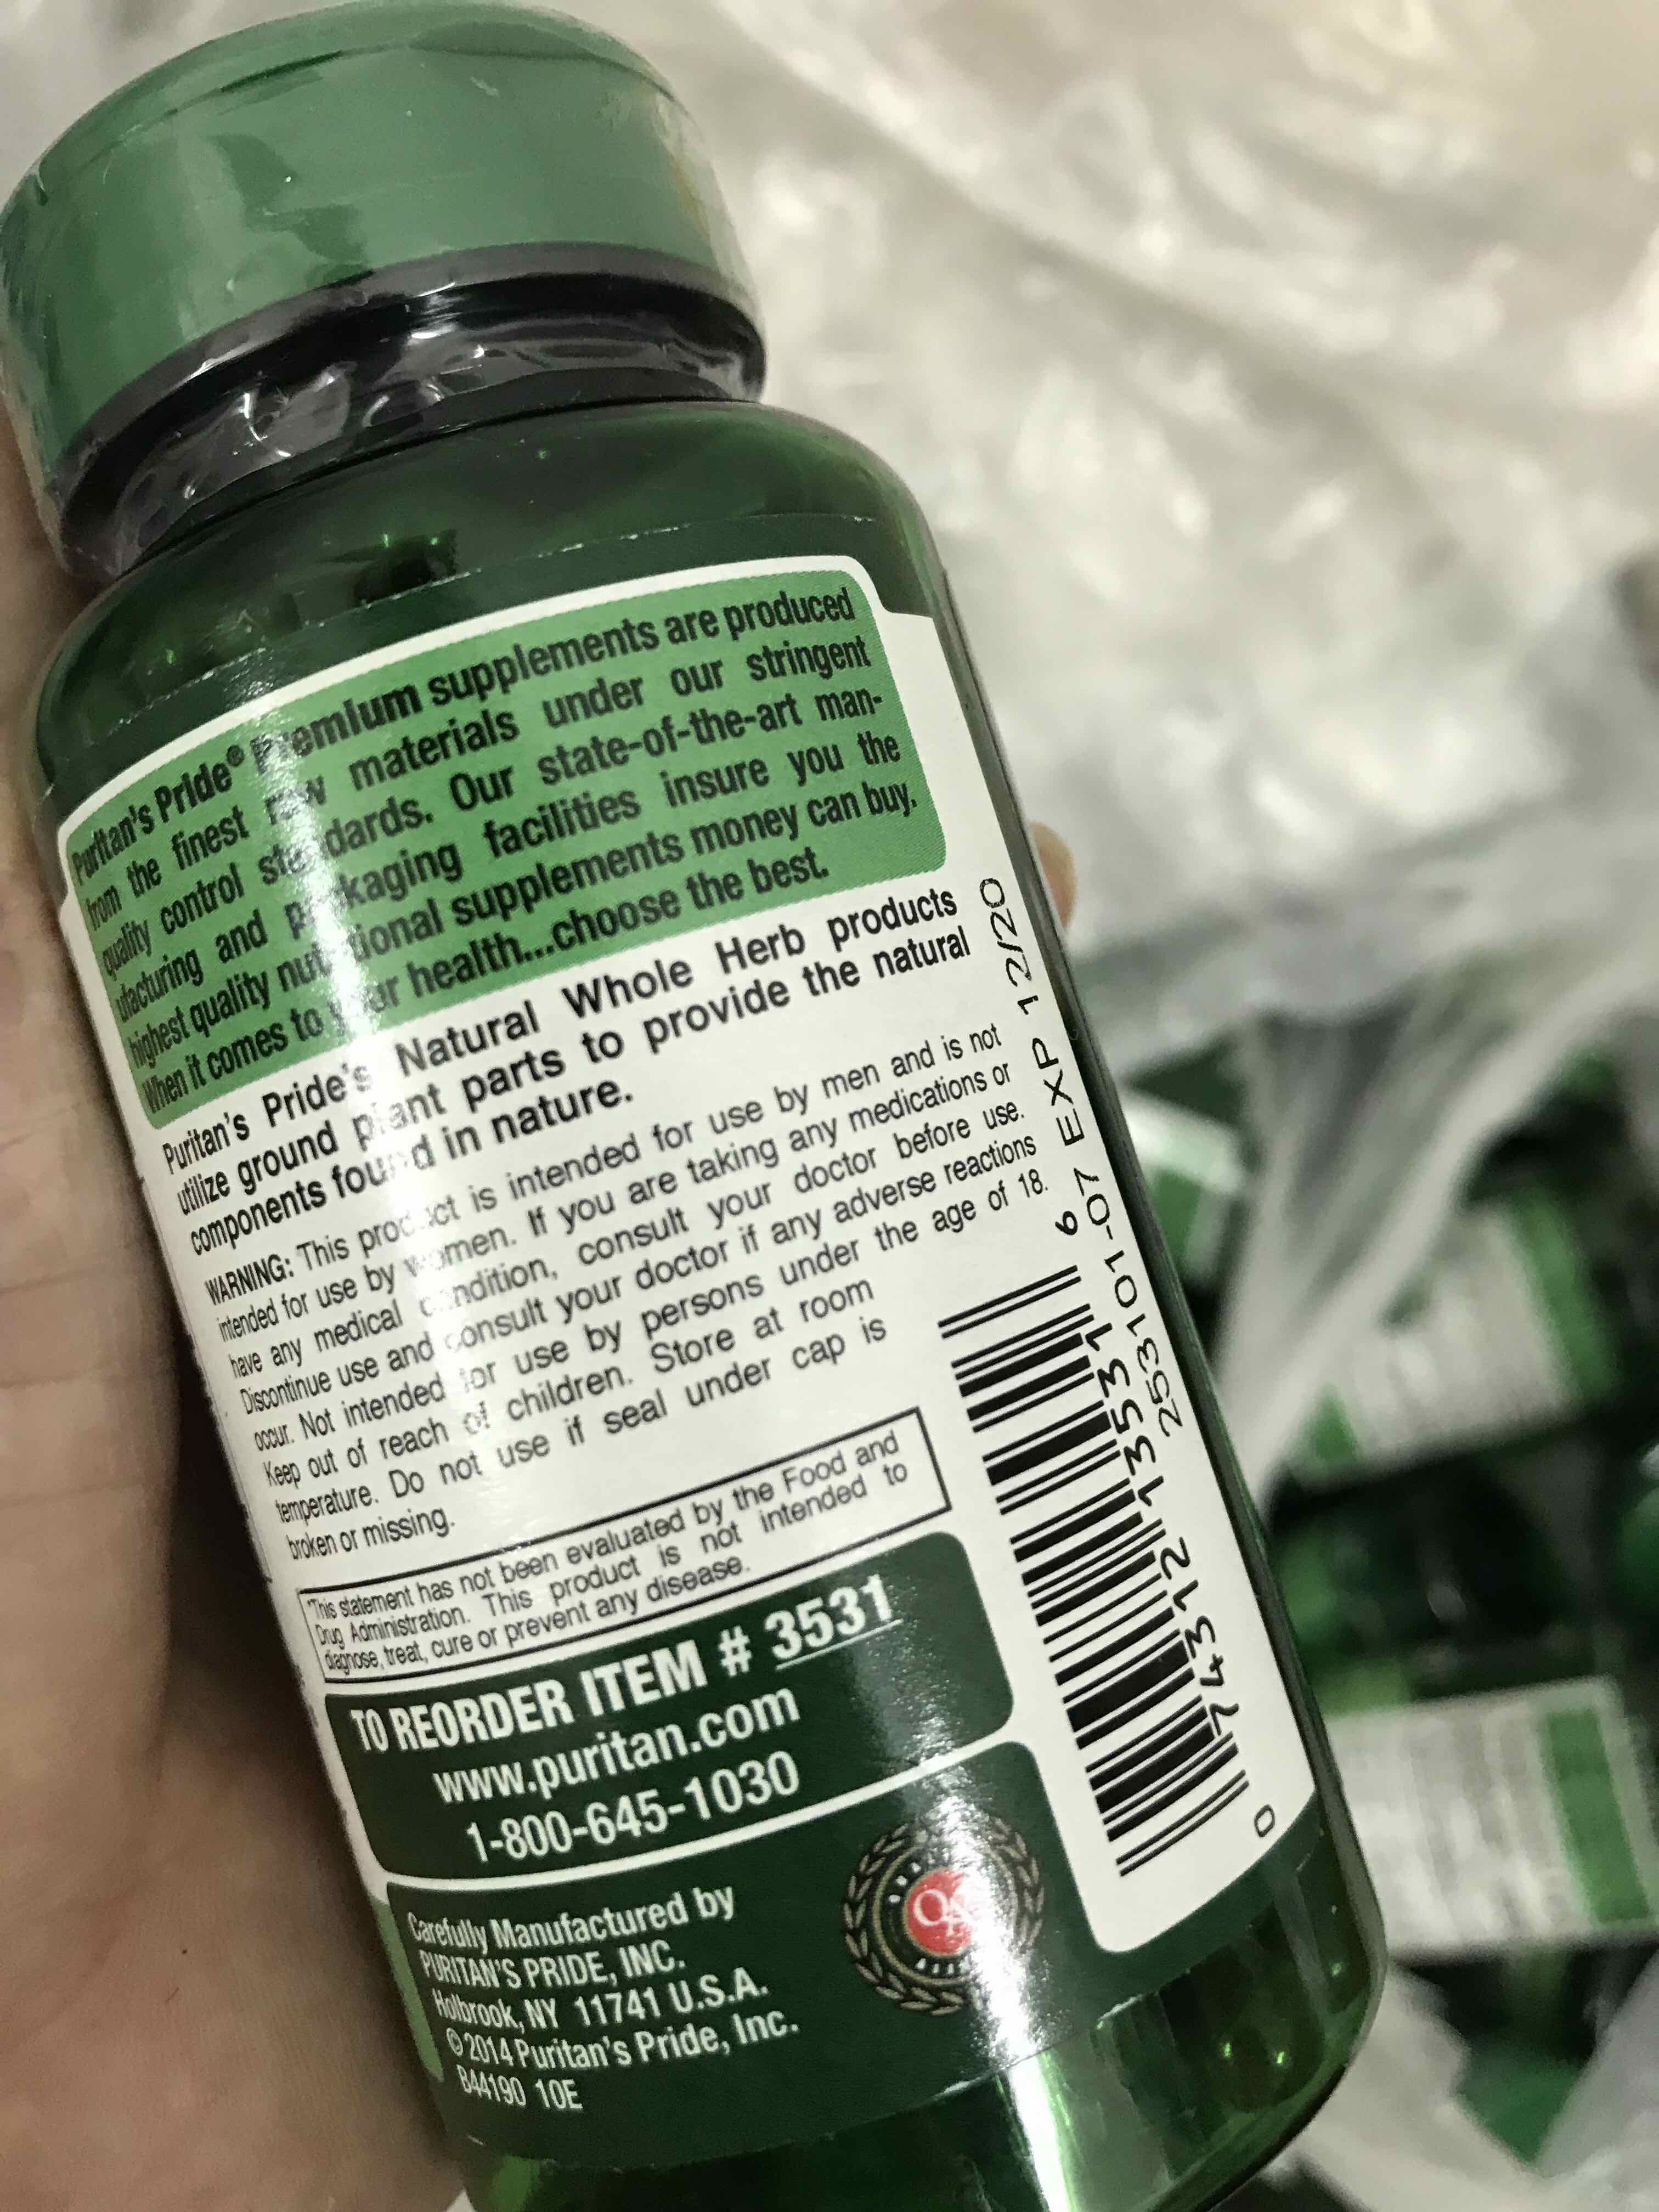 Puritan's Pride® Premium supplements are produced
from the finest raw materials under our stringent
quality control standards. Our state-of-the-art man-
ufacturing and packaging facilities insure you the
highest quality nutritional supplements money can buy.
When it comes to your health...choose the best.
Puritan's Pride's Natural Whole Herb products
utilize ground plant parts to provide the natural
components found in nature.
WARNING: This product is intended for use by men and is not
intended for use by women. If you are taking any medications or
have any medical condition, consult your doctor before use.
Discontinue use and consult your doctor if any adverse reactions
occur. Not intended for use by persons under the age of 18.
Keep out of reach of children. Store at room
temperature. Do not use if seal under cap is
broken or missing.
*This statement has not been evaluated by the Food and
Drug Administration. This product is not intended to
diagnose, treat, cure or prevent any disease.
TO REORDER ITEM # 3531
www.puritan.com
1-800-645-1030
Carefully Manufactured by
PURITAN'S PRIDE, INC.
Holbrook, NY 11741 U.S.A.
©2014 Puritan's Pride, Inc.
B44190 10E
0 74312 13531 6
253101-07 EXP 12/20